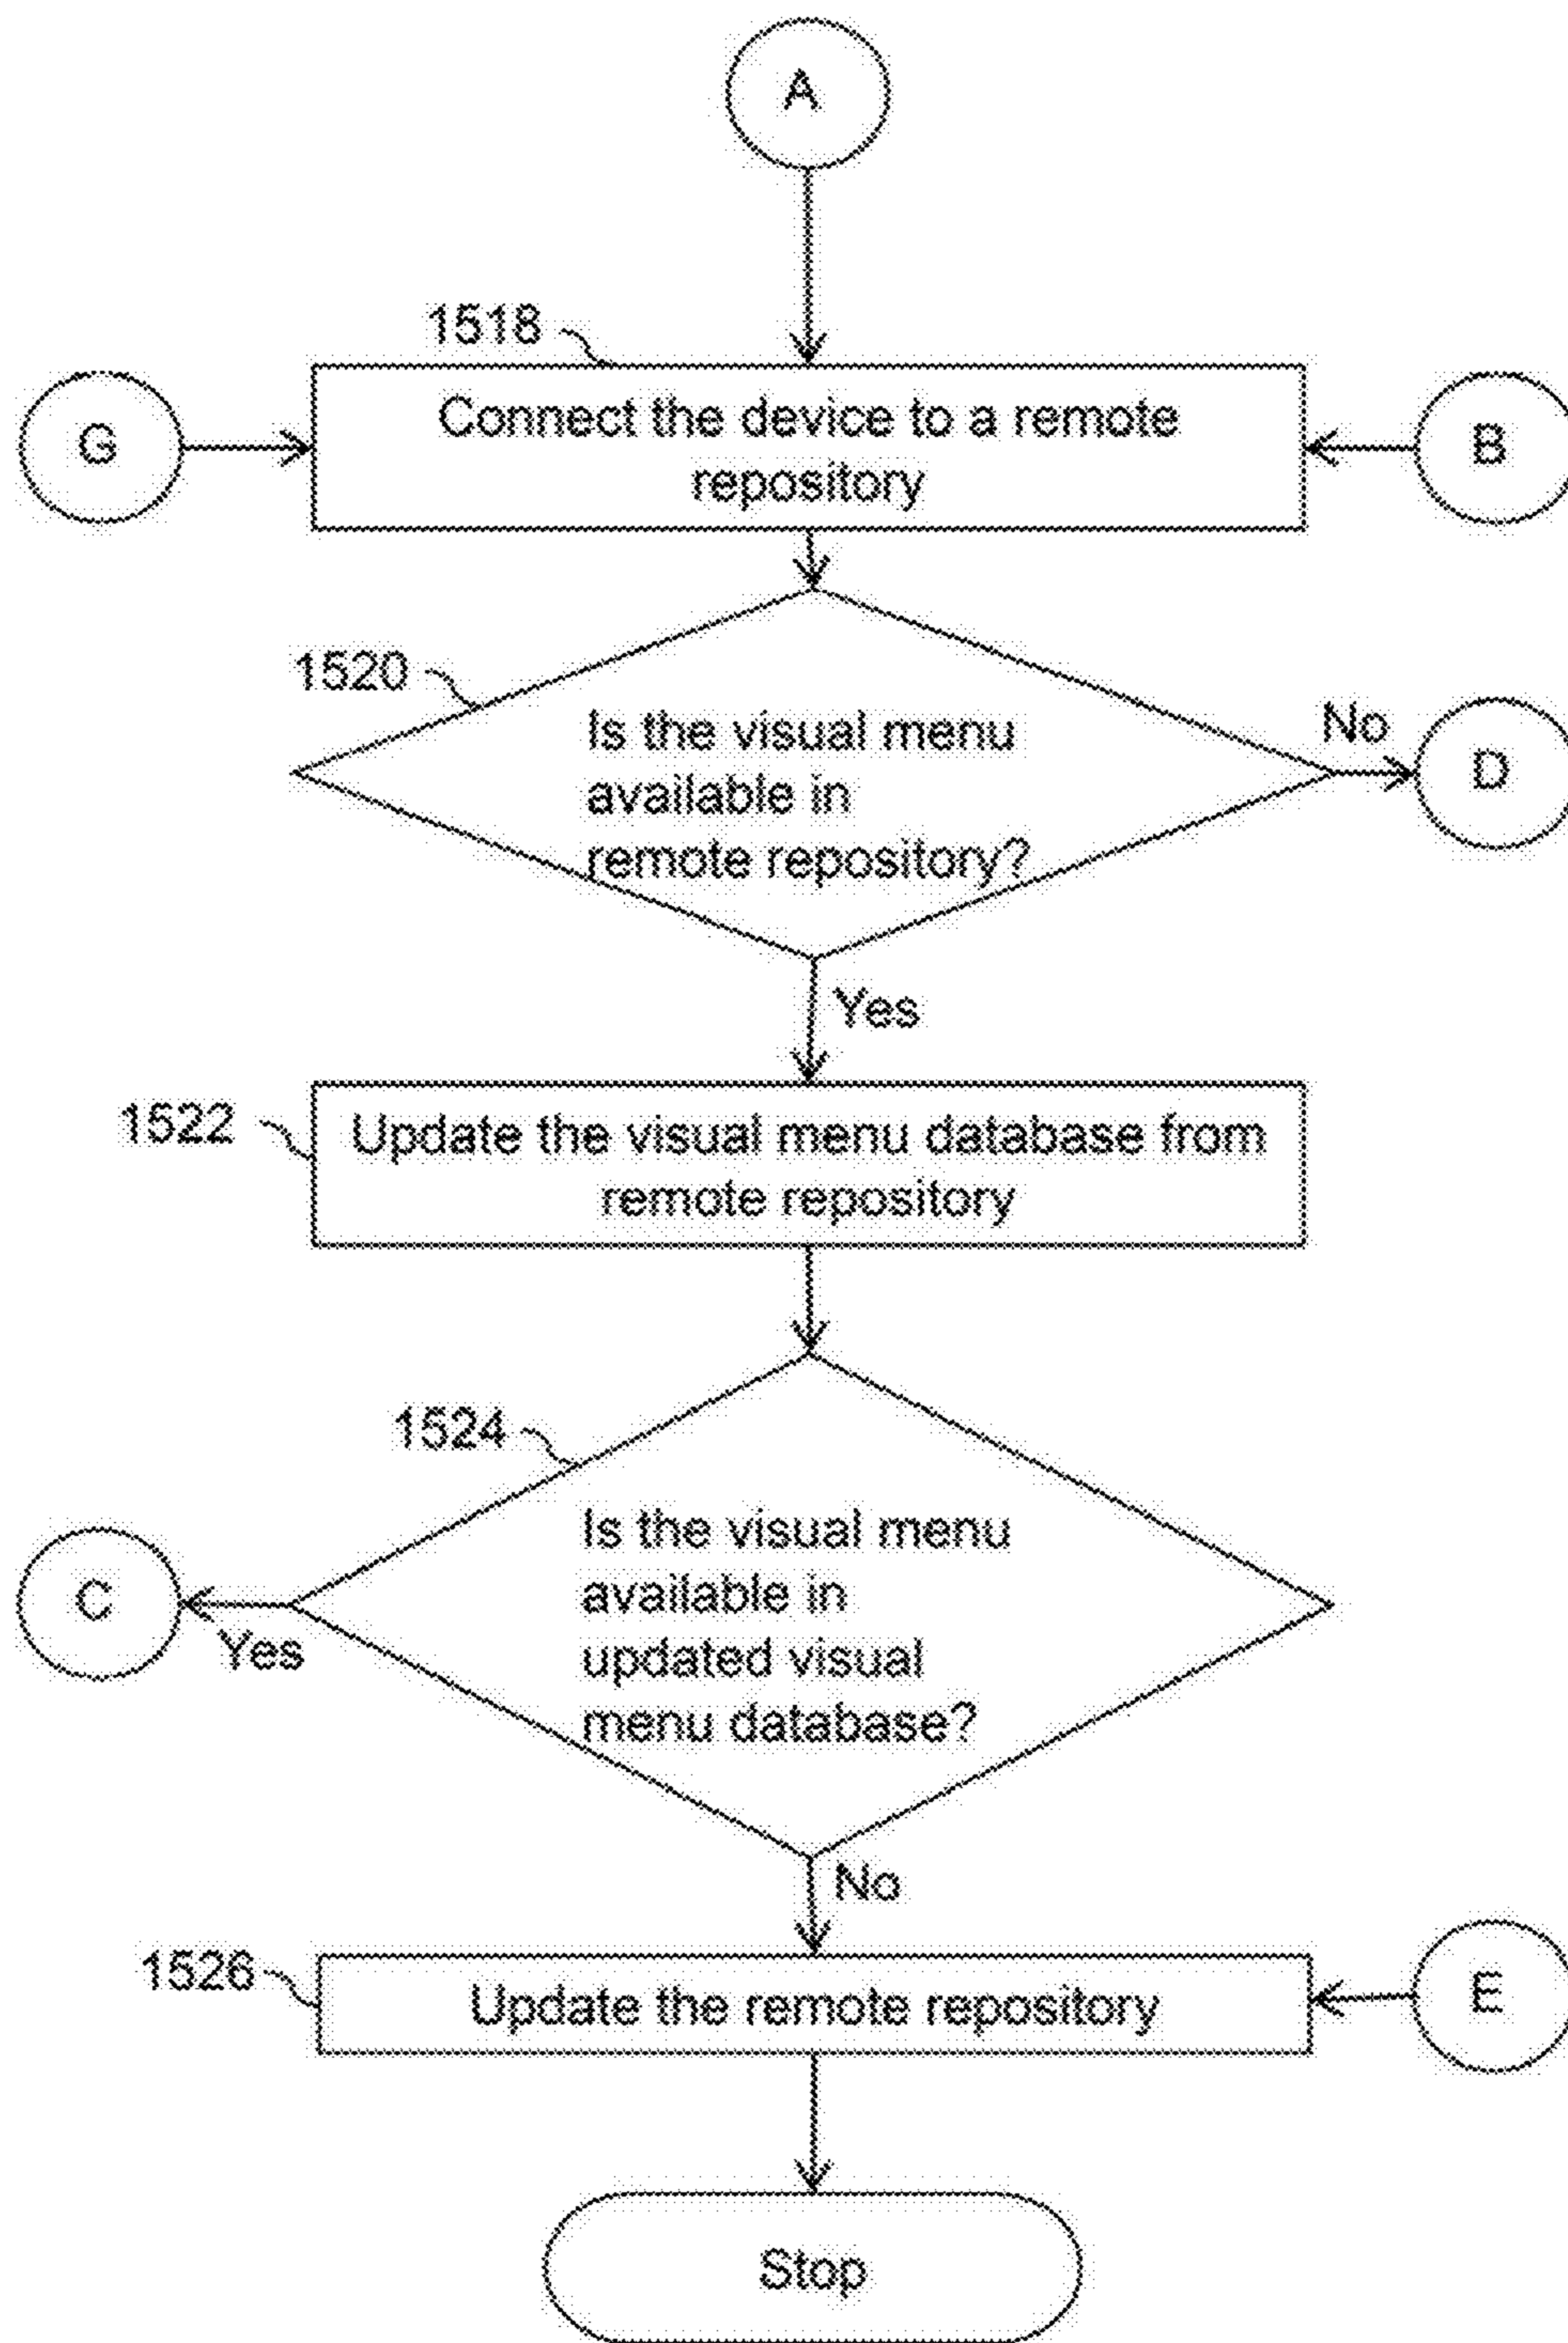 A
1518
G
Connect the device to a remote
repository
B
1520
Is the visual menu
available in
remote repository?
No
D
Yes
1522
Update the visual menu database from
remote repository
1524
Is the visual menu
available in
updated visual
menu database?
C
Yes
No
1526
Update the remote repository
E
Stop